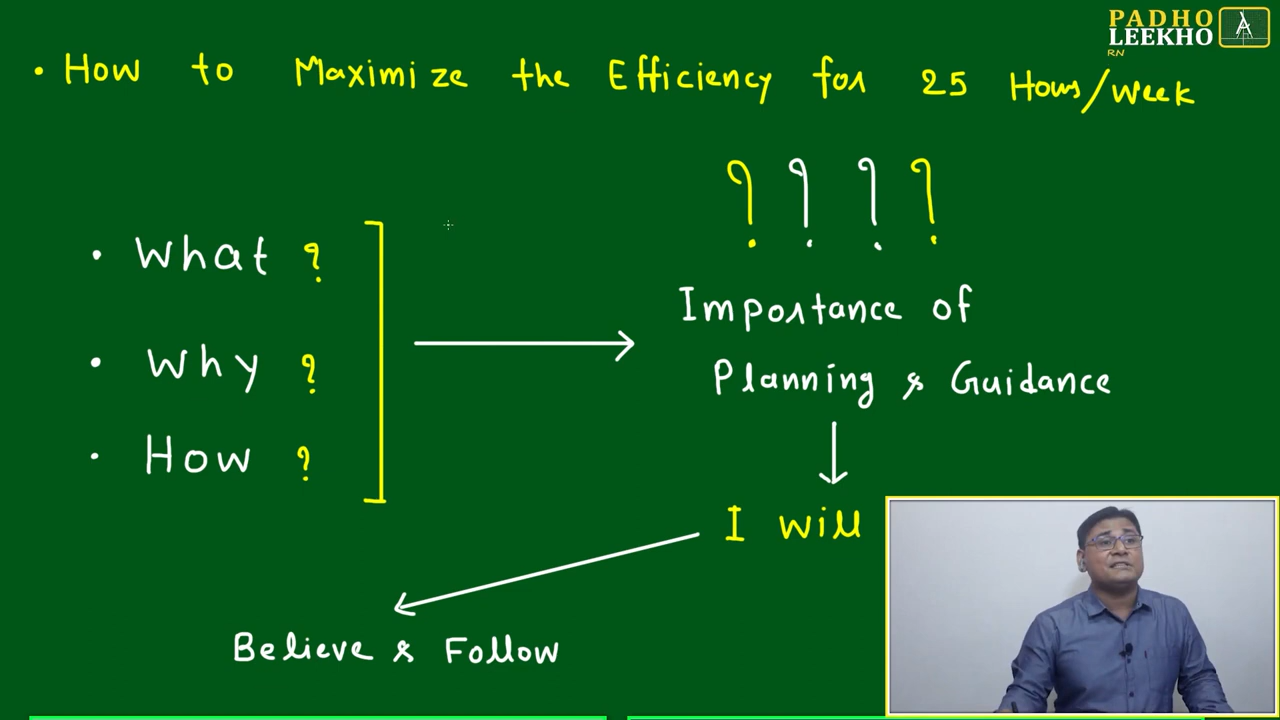 PADHO
LEEKHO
RN
• How to Maximize the Efficiency for 25 Hours/week
? ? ? ?
• What ?
• Why ?
• How ?
Importance of
Planning & Guidance
I will
Believe & Follow